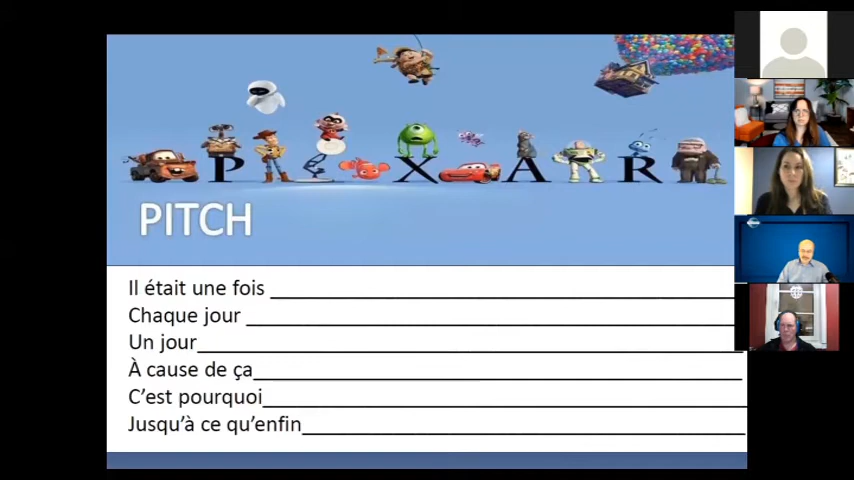 PIXAR
PITCH
Il était une fois
Chaque jour
Un jour
À cause de ça
C'est pourquoi
Jusqu'à ce qu'enfin